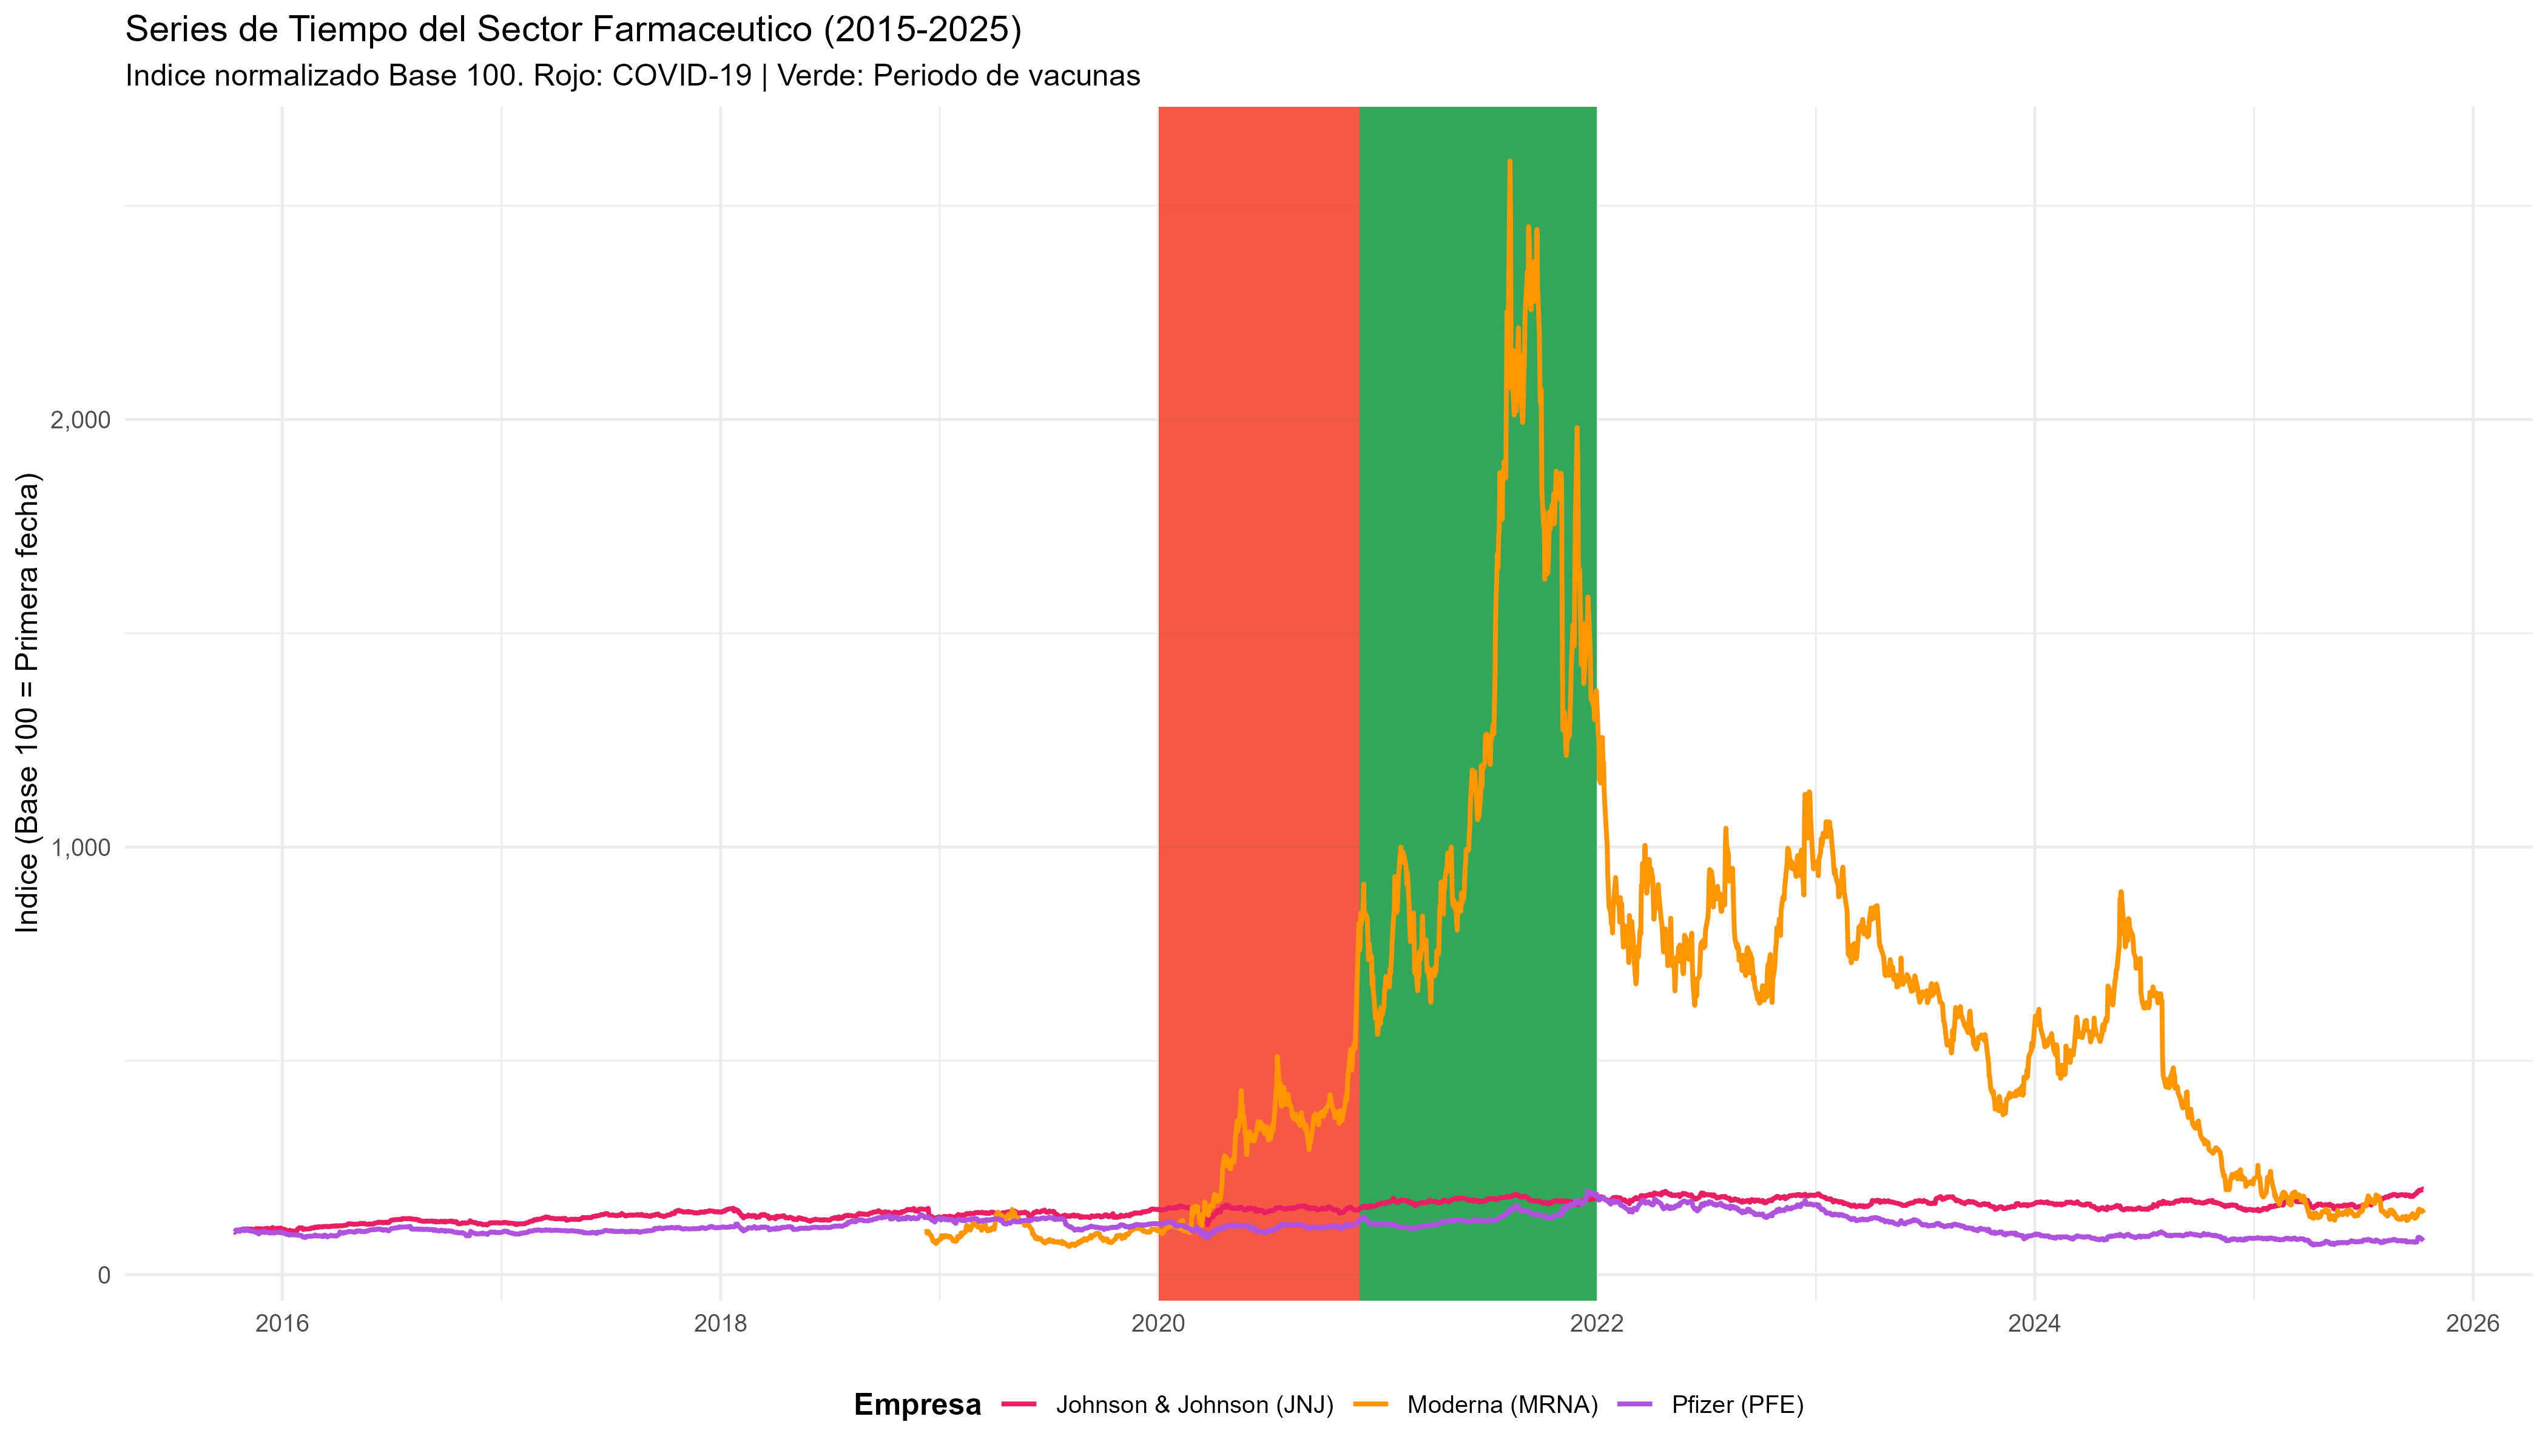 Series de Tiempo del Sector Farmaceutico (2015-2025)
Indice normalizado Base 100. Rojo: COVID-19 | Verde: Periodo de vacunas
Indice (Base 100 = Primera fecha)
2,000
1,000
0
2016 2018 2020 2022 2024 2026
Empresa Johnson & Johnson (JNJ) Moderna (MRNA) Pfizer (PFE)